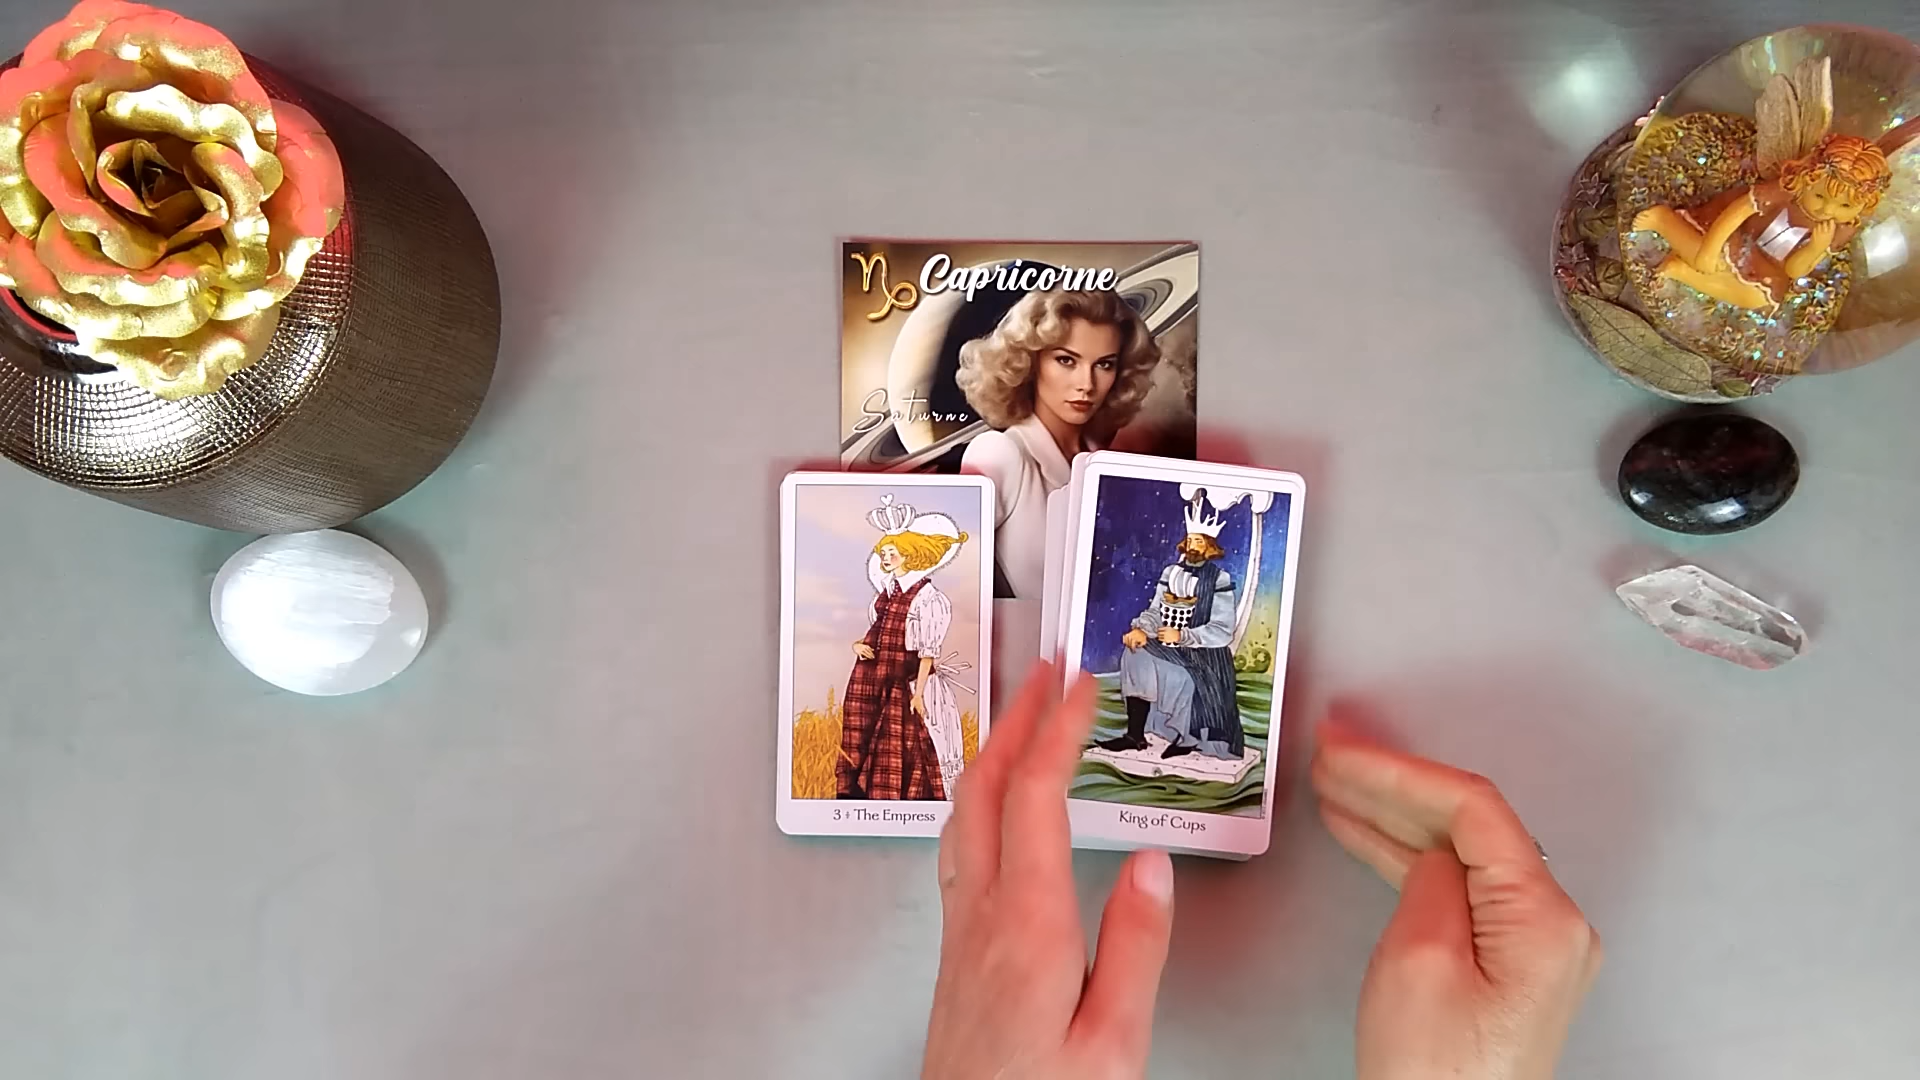 Capricorne
Saturne
3 ♀ The Empress
King of Cups